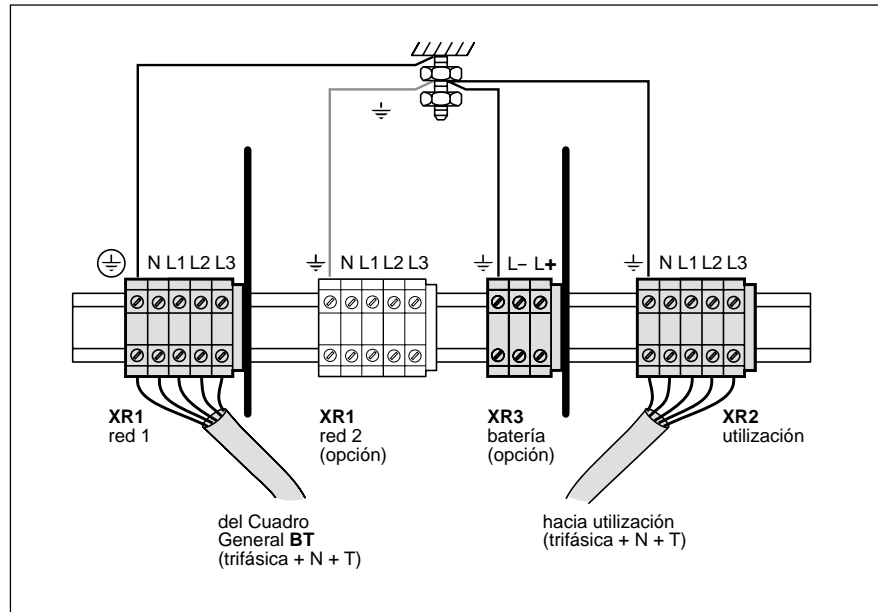 N L1 L2 L3
N L1 L2 L3
L− L+
N L1 L2 L3
XR1
red 1
XR1
red 2
(opción)
XR3
batería
(opción)
XR2
utilización
del Cuadro
General BT
(trifásica + N + T)
hacia utilización
(trifásica + N + T)